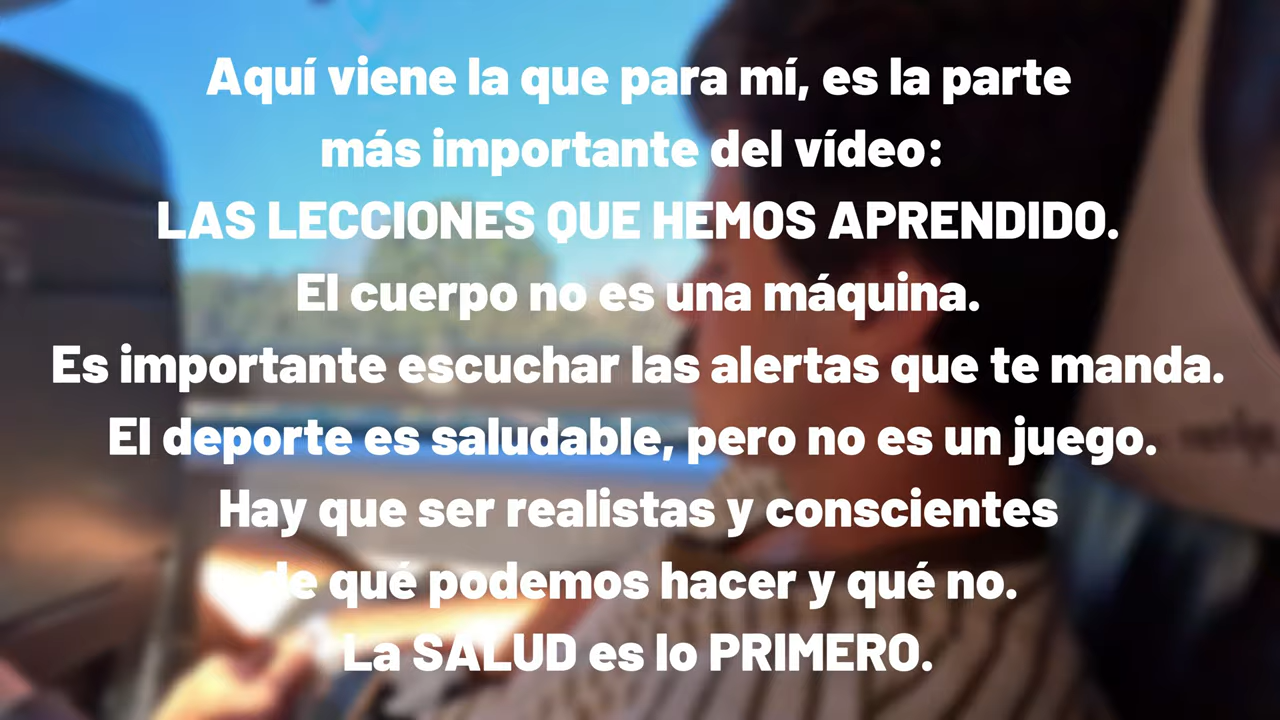 Aquí viene la que para mí, es la parte
más importante del vídeo:
LAS LECCIONES QUE HEMOS APRENDIDO.
El cuerpo no es una máquina.
Es importante escuchar las alertas que te manda.
El deporte es saludable, pero no es un juego.
Hay que ser realistas y conscientes
de qué podemos hacer y qué no.
La SALUD es lo PRIMERO.